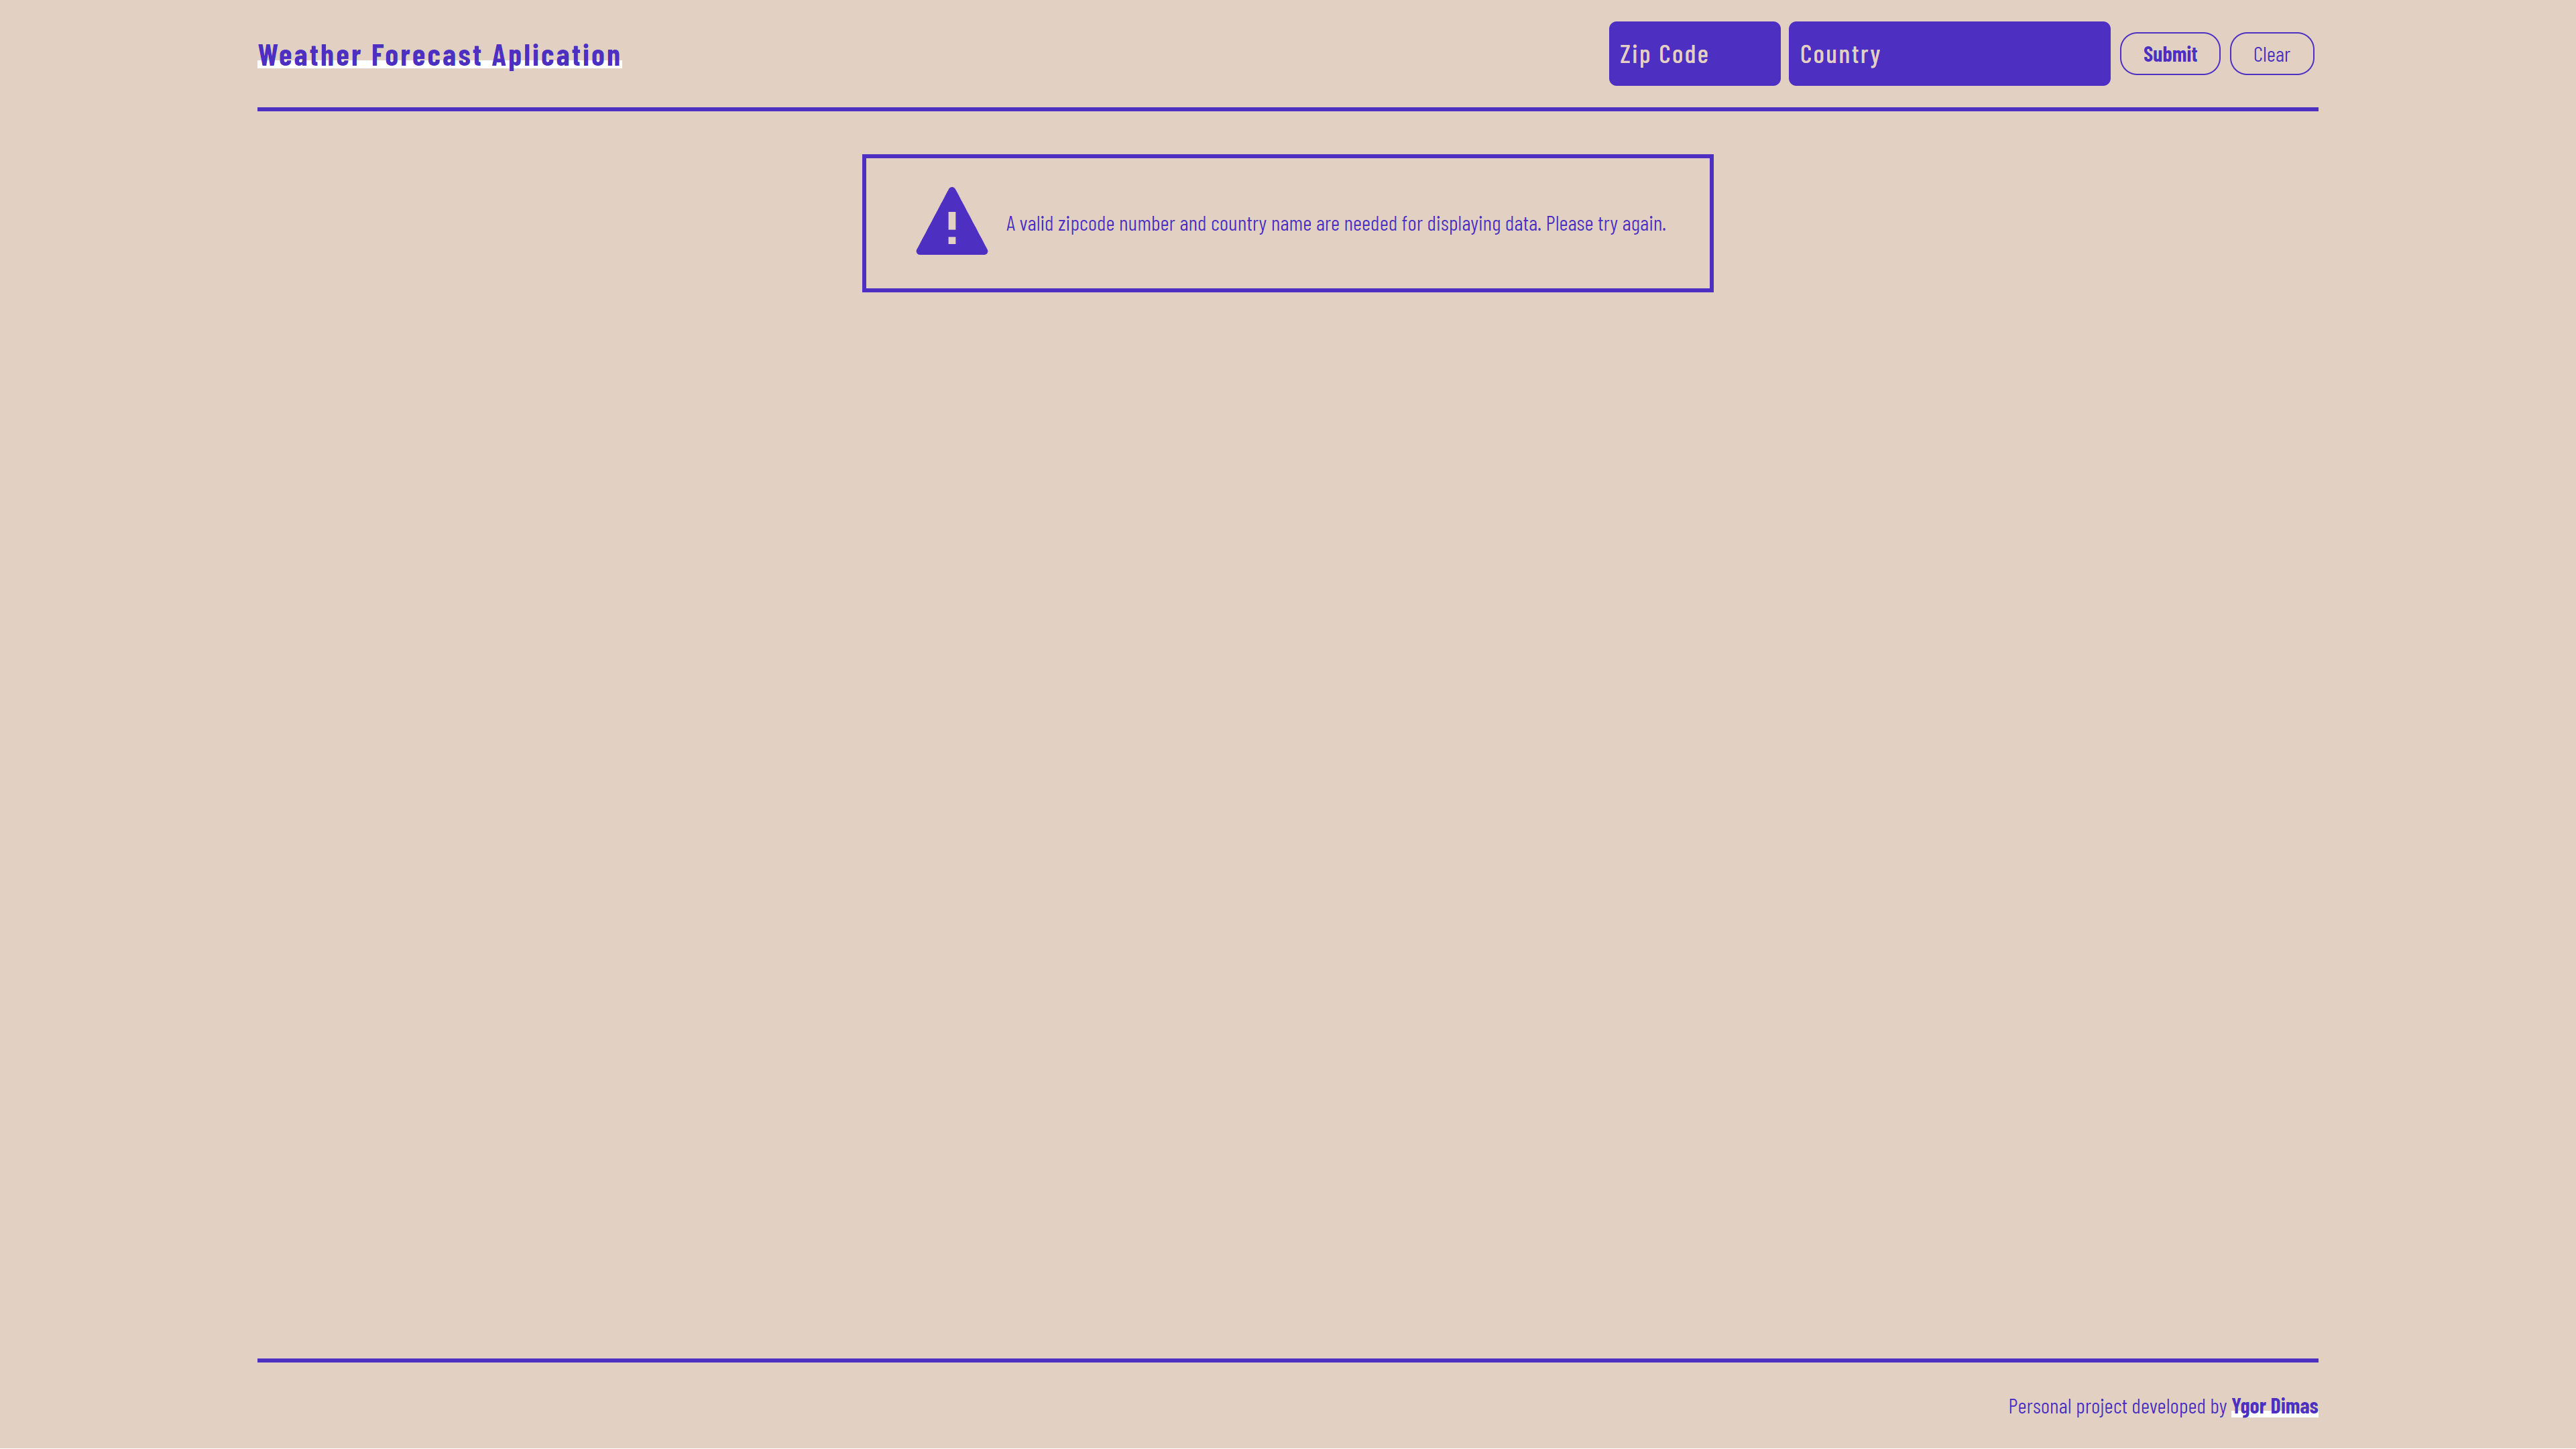 Weather Forecast Aplication
Zip Code
Country
Submit
Clear
A valid zipcode number and country name are needed for displaying data. Please try again.
Personal project developed by Ygor Dimas